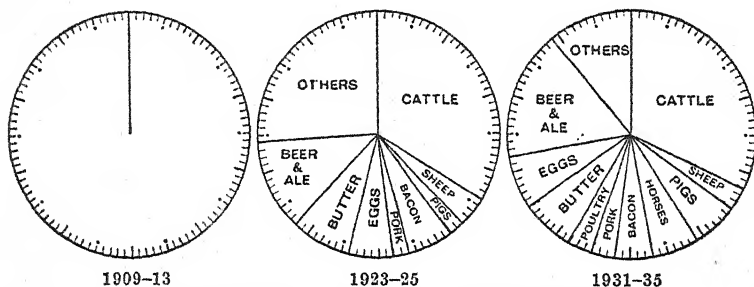 OTHERS
CATTLE
BEER
&
ALE
BUTTER
EGGS
PORK
BACON
PIGS
SHEEP
OTHERS
CATTLE
BEER
&
ALE
EGGS
BUTTER
POULTRY
PORK
BACON
HORSES
PIGS
SHEEP
1909–13
1923–25
1931–35